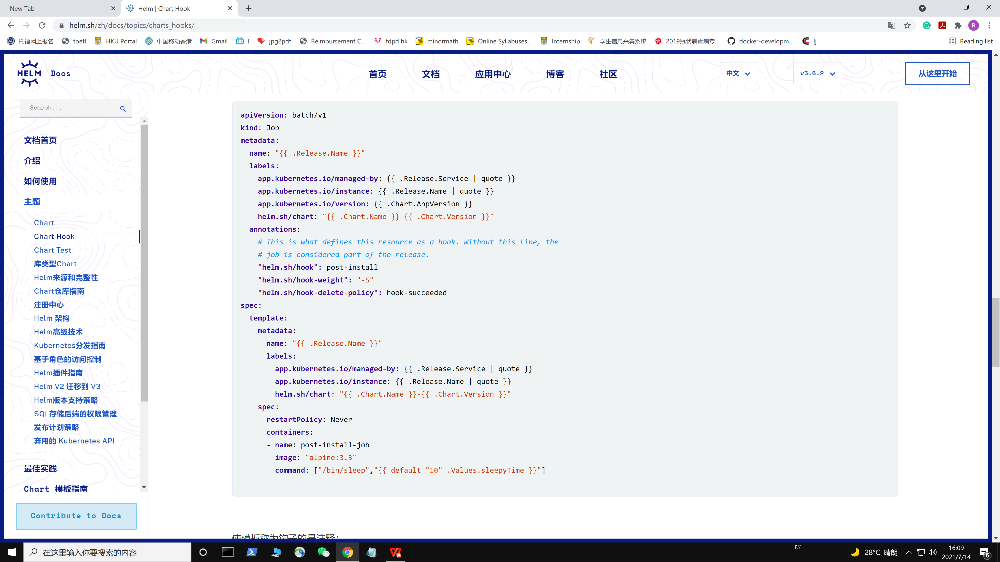 New Tab
Helm | Chart Hook
helm.sh/zh/docs/topics/charts_hooks/
R
托福网上报名
toefl
HKU Portal
中国移动香港
Gmail
l
jpg2pdf
Reimbursement C...
fdpd hk
minormath
Online Syllabuses...
Internship
学生信息采集系统
2019冠状病毒病专...
docker-developm...
lj
Reading list
HELM Docs
首页
文档
应用中心
博客
社区
中文
v3.6.2
从这里开始
Search...
文档首页
介绍
如何使用
主题
Chart
Chart Hook
Chart Test
库类型Chart
Helm来源和完整性
Chart仓库指南
注册中心
Helm 架构
Helm高级技术
Kubernetes分发指南
基于角色的访问控制
Helm插件指南
Helm V2 迁移到 V3
Helm版本支持策略
SQL存储后端的权限管理
发布计划策略
弃用的 Kubernetes API
最佳实践
Chart 模板指南
Contribute to Docs
apiVersion: batch/v1
kind: Job
metadata:
  name: "{{ .Release.Name }}"
  labels:
    app.kubernetes.io/managed-by: {{ .Release.Service | quote }}
    app.kubernetes.io/instance: {{ .Release.Name | quote }}
    app.kubernetes.io/version: {{ .Chart.AppVersion }}
    helm.sh/chart: "{{ .Chart.Name }}-{{ .Chart.Version }}"
  annotations:
    # This is what defines this resource as a hook. Without this line, the
    # job is considered part of the release.
    "helm.sh/hook": post-install
    "helm.sh/hook-weight": "-5"
    "helm.sh/hook-delete-policy": hook-succeeded
spec:
  template:
    metadata:
      name: "{{ .Release.Name }}"
      labels:
        app.kubernetes.io/managed-by: {{ .Release.Service | quote }}
        app.kubernetes.io/instance: {{ .Release.Name | quote }}
        helm.sh/chart: "{{ .Chart.Name }}-{{ .Chart.Version }}"
    spec:
      restartPolicy: Never
      containers:
      - name: post-install-job
        image: "alpine:3.3"
        command: ["/bin/sleep","{{ default "10" .Values.sleepyTime }}"]
使模板称为钩子的是注释：
在这里输入你要搜索的内容
EN
28°C 晴朗
16:09
2021/7/14
6